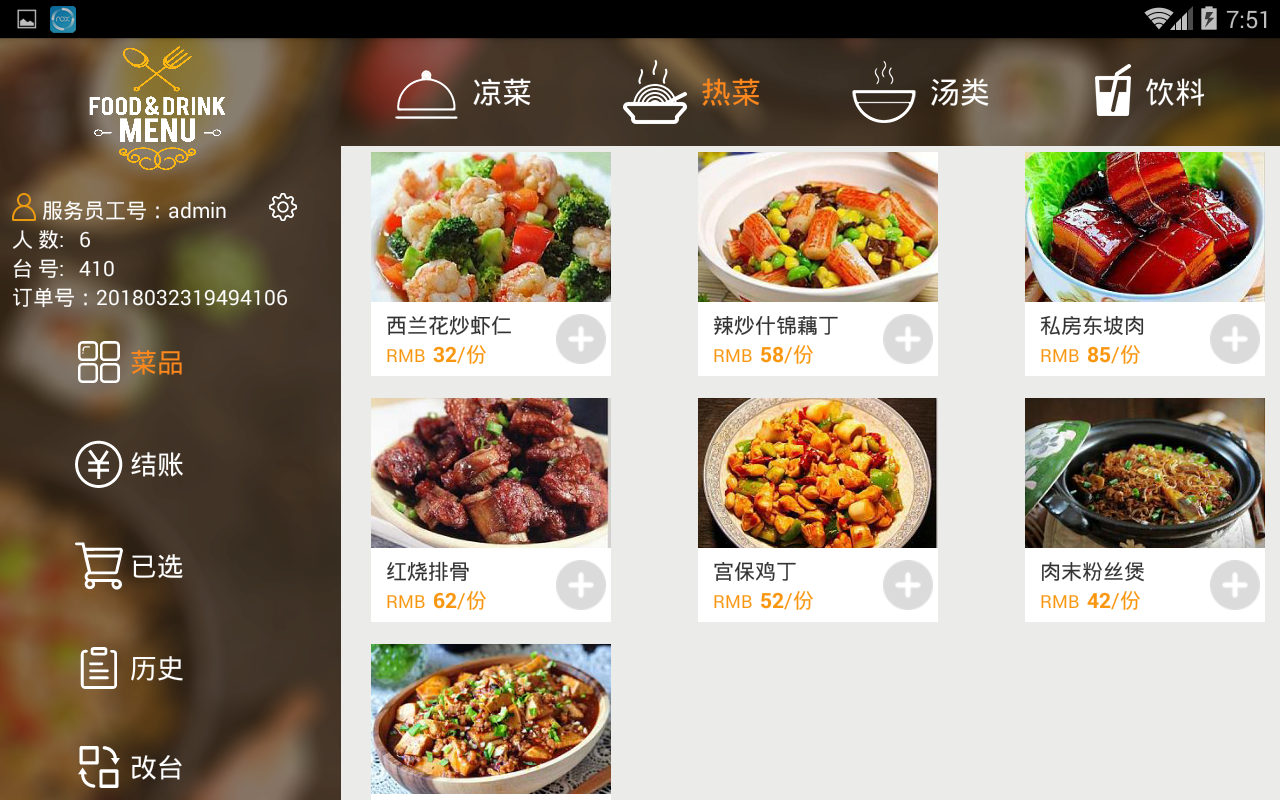 7:51
FOOD & DRINK
MENU
凉菜
热菜
汤类
饮料
服务员工号：admin
人 数: 6
台 号: 410
订单号：2018032319494106
菜品
结账
已选
历史
改台
西兰花炒虾仁
RMB 32/份
辣炒什锦藕丁
RMB 58/份
私房东坡肉
RMB 85/份
红烧排骨
RMB 62/份
宫保鸡丁
RMB 52/份
肉末粉丝煲
RMB 42/份